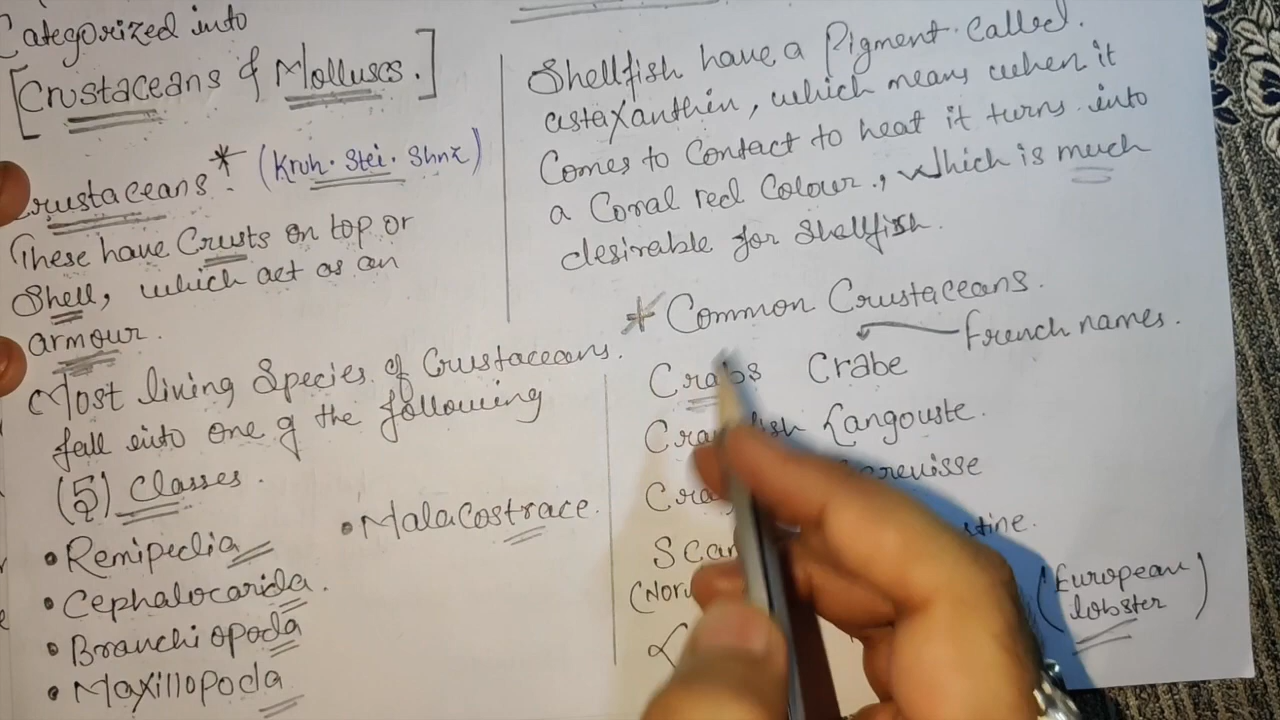 Categorized into
[Crustaceans & Molluscs.]
Crustaceans * (Kruh. Stei. Shnz)
These have Crusts on top or
Shell, which act as an
armour.
Most living Species of Crustaceans.
fall into one of the following
(5) Classes.
• Remipedia
• Cephalocarida.
• Branchiopoda
• Maxillopoda
• Malacostrace.
Shellfish have a Pigment. Called.
astaxanthin, which means when it
Comes to Contact to heat it turns into
a Coral red Colour., which is much
desirable for Shellfish.
* Common Crustaceans.
French names.
Crabs Crabe
Langouste.
(European
lobster)